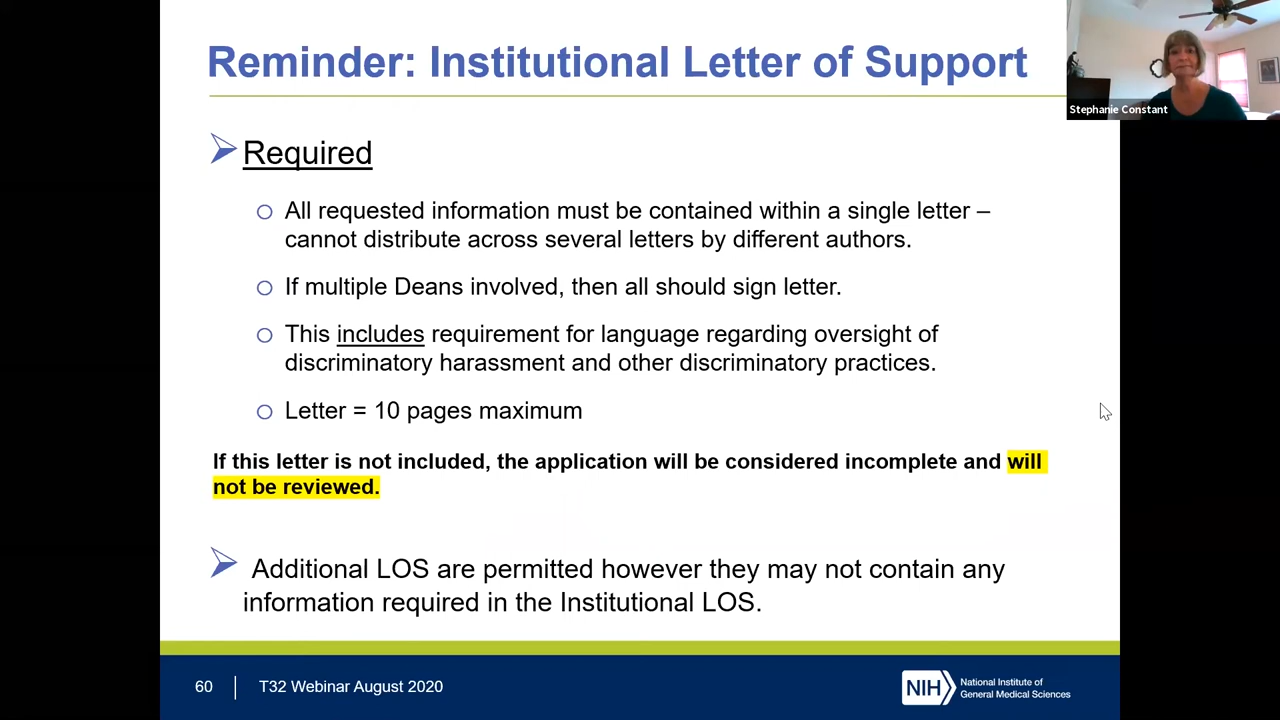 Reminder: Institutional Letter of Support
Stephanie Constant
Required
All requested information must be contained within a single letter –
cannot distribute across several letters by different authors.
If multiple Deans involved, then all should sign letter.
This includes requirement for language regarding oversight of
discriminatory harassment and other discriminatory practices.
Letter = 10 pages maximum
If this letter is not included, the application will be considered incomplete and will
not be reviewed.
Additional LOS are permitted however they may not contain any
information required in the Institutional LOS.
60
T32 Webinar August 2020
NIH
National Institute of
General Medical Sciences